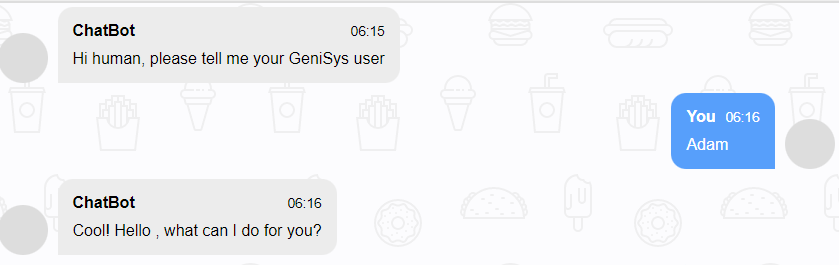 ChatBot 06:15
Hi human, please tell me your GeniSys user
You 06:16
Adam
ChatBot 06:16
Cool! Hello , what can I do for you?